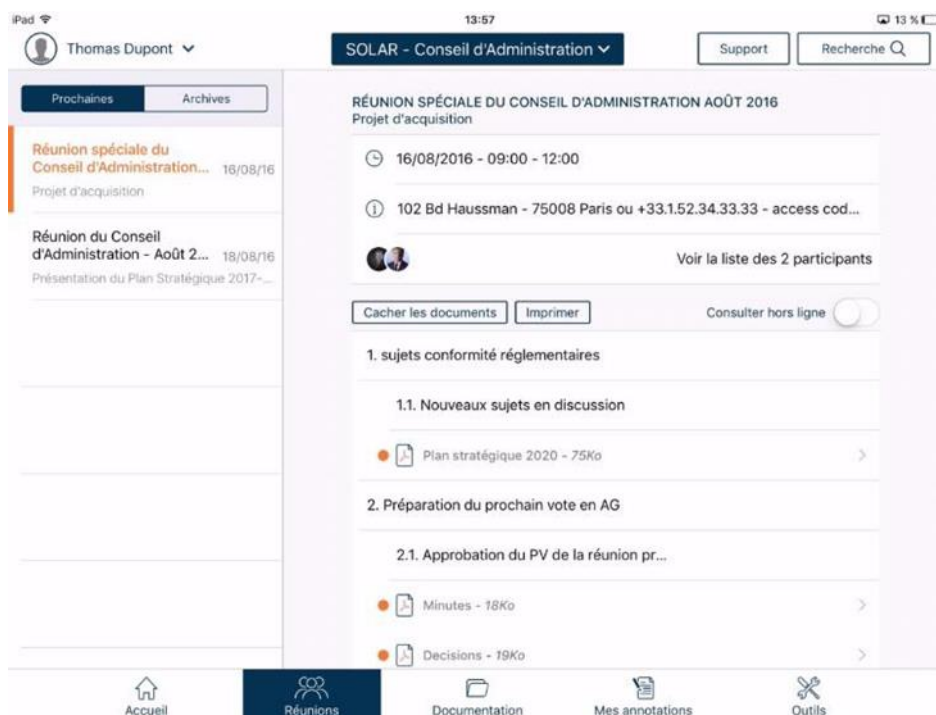 iPad 13:57 13 %
Thomas Dupont SOLAR - Conseil d'Administration Support Recherche
Prochaines Archives
Réunion spéciale du
Conseil d'Administration... 16/08/16
Projet d'acquisition
Réunion du Conseil
d'Administration - Août 2... 18/08/16
Présentation du Plan Stratégique 2017-...
RÉUNION SPÉCIALE DU CONSEIL D'ADMINISTRATION AOÛT 2016
Projet d'acquisition
16/08/2016 - 09:00 - 12:00
102 Bd Haussman - 75008 Paris ou +33.1.52.34.33.33 - access cod...
Voir la liste des 2 participants
Cacher les documents Imprimer Consulter hors ligne
1. sujets conformité réglementaires
1.1. Nouveaux sujets en discussion
Plan stratégique 2020 - 75Ko
2. Préparation du prochain vote en AG
2.1. Approbation du PV de la réunion pr...
Minutes - 18Ko
Decisions - 19Ko
Accueil Réunions Documentation Mes annotations Outils